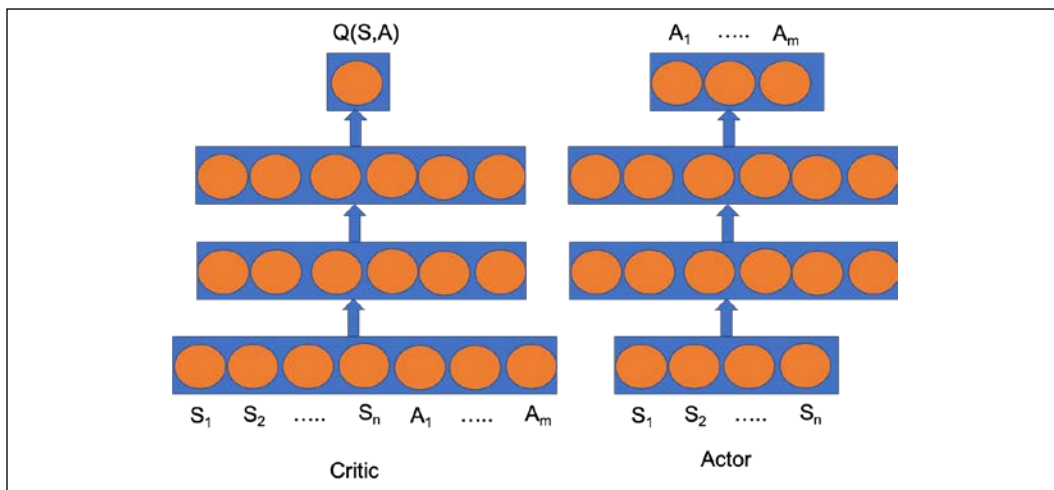 Q(S,A)
A₁ ..... Aₘ
S₁ S₂ ..... Sₙ A₁ ..... Aₘ
Critic
S₁ S₂ ..... Sₙ
Actor